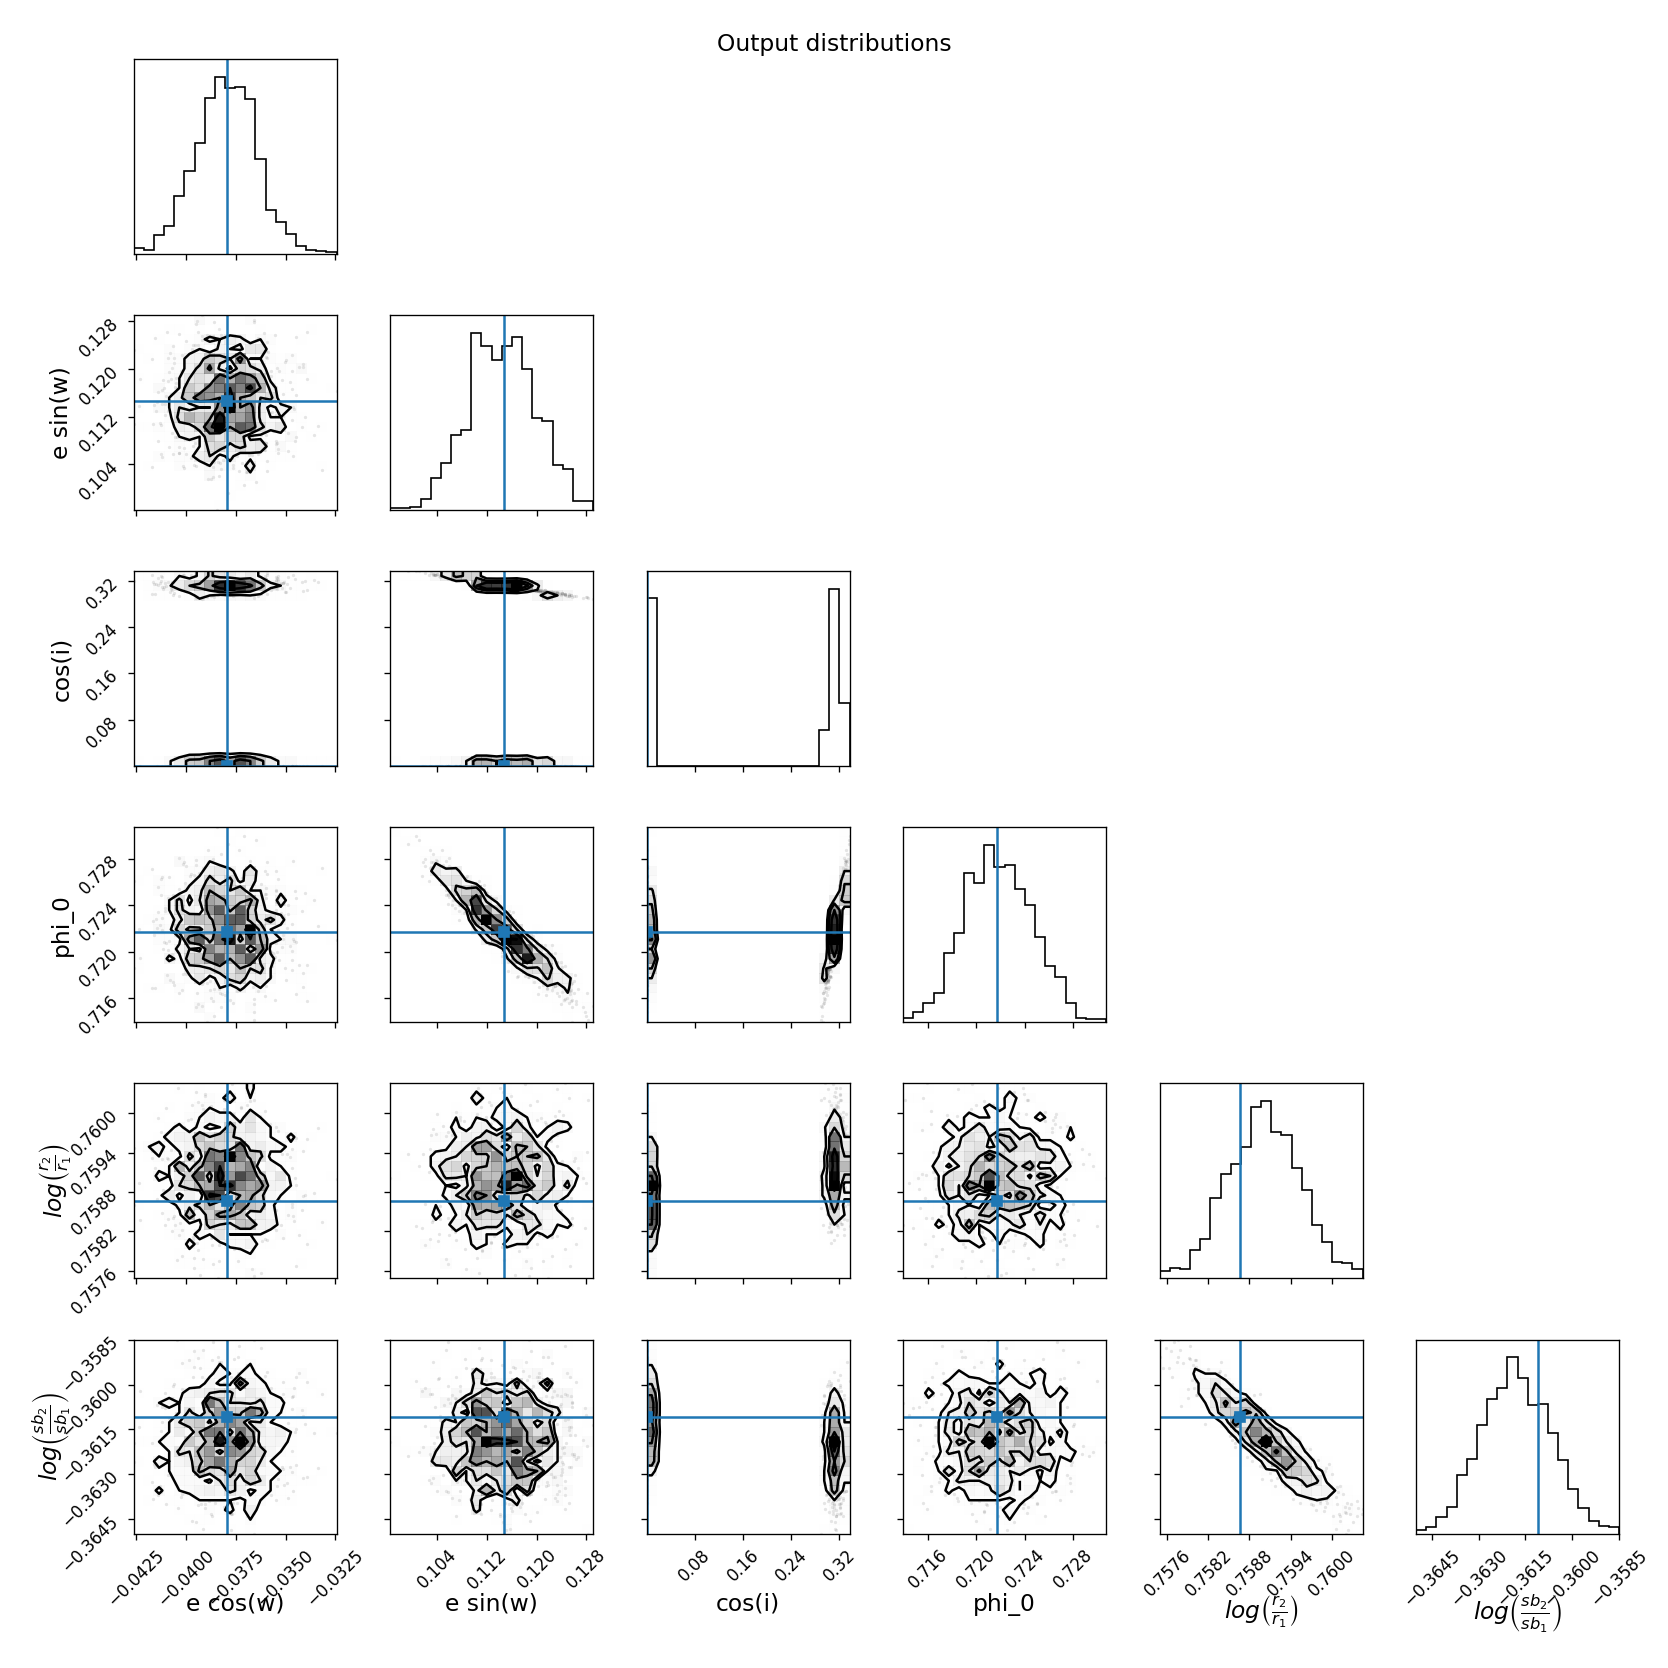 Output distributions
e sin(w)
0.128
0.120
0.112
0.104
cos(i)
0.32
0.24
0.16
0.08
phi_0
0.728
0.724
0.720
0.716
log(r₂/r₁)
0.7600
0.7594
0.7588
0.7582
0.7576
log(sb₂/sb₁)
−0.3585
−0.3600
−0.3615
−0.3630
−0.3645
−0.0425 −0.0400 −0.0375 −0.0350 −0.0325
e cos(w)
0.104 0.112 0.120 0.128
e sin(w)
0.08 0.16 0.24 0.32
cos(i)
0.716 0.720 0.724 0.728
phi_0
0.7576 0.7582 0.7588 0.7594 0.7600
log(r₂/r₁)
−0.3645 −0.3630 −0.3615 −0.3600 −0.3585
log(sb₂/sb₁)